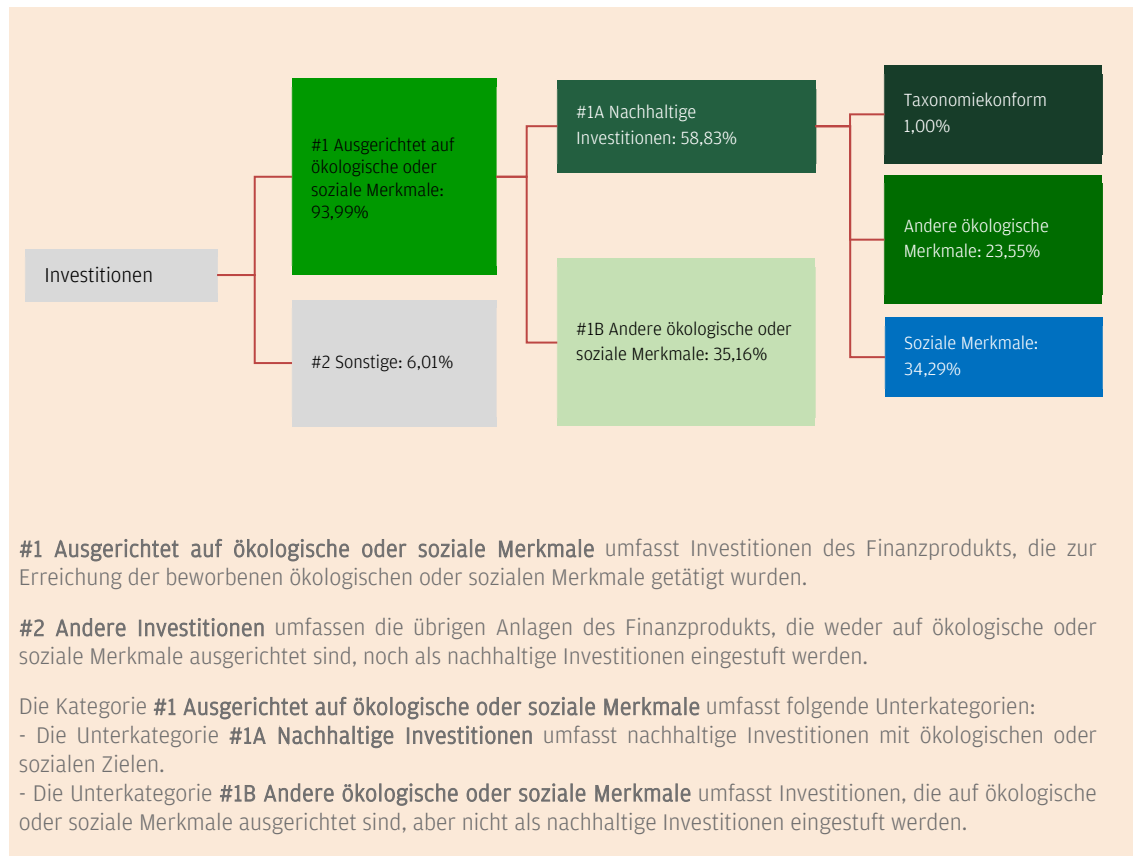 Investitionen
#1 Ausgerichtet auf
ökologische oder
soziale Merkmale:
93,99%
#2 Sonstige: 6,01%
#1A Nachhaltige
Investitionen: 58,83%
#1B Andere ökologische oder
soziale Merkmale: 35,16%
Taxonomiekonform
1,00%
Andere ökologische
Merkmale: 23,55%
Soziale Merkmale:
34,29%
#1 Ausgerichtet auf ökologische oder soziale Merkmale umfasst Investitionen des Finanzprodukts, die zur
Erreichung der beworbenen ökologischen oder sozialen Merkmale getätigt wurden.
#2 Andere Investitionen umfassen die übrigen Anlagen des Finanzprodukts, die weder auf ökologische oder
soziale Merkmale ausgerichtet sind, noch als nachhaltige Investitionen eingestuft werden.
Die Kategorie #1 Ausgerichtet auf ökologische oder soziale Merkmale umfasst folgende Unterkategorien:
- Die Unterkategorie #1A Nachhaltige Investitionen umfasst nachhaltige Investitionen mit ökologischen oder
sozialen Zielen.
- Die Unterkategorie #1B Andere ökologische oder soziale Merkmale umfasst Investitionen, die auf ökologische
oder soziale Merkmale ausgerichtet sind, aber nicht als nachhaltige Investitionen eingestuft werden.